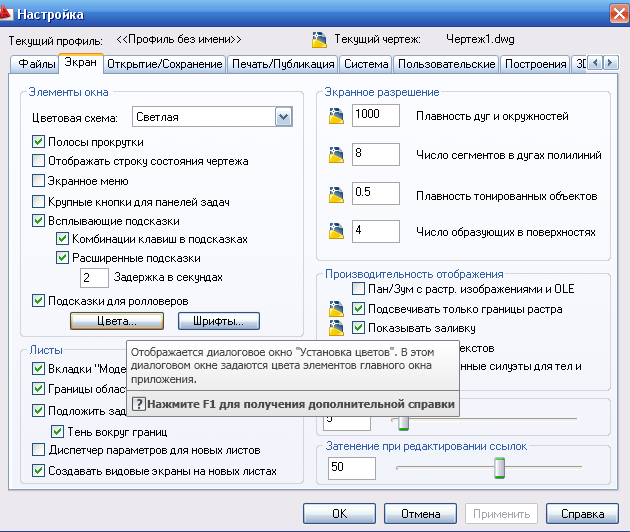 Настройка
Текущий профиль: <<Профиль без имени>> Текущий чертеж: Чертеж1.dwg
Файлы Экран Открытие/Сохранение Печать/Публикация Система Пользовательские Построения
Элементы окна
Цветовая схема: Светлая
Полосы прокрутки
Отображать строку состояния чертежа
Экранное меню
Крупные кнопки для панелей задач
Всплывающие подсказки
Комбинации клавиш в подсказках
Расширенные подсказки
2 Задержка в секундах
Подсказки для ролловеров
Цвета... Шрифты...
Экранное разрешение
1000 Плавность дуг и окружностей
8 Число сегментов в дугах полилиний
0.5 Плавность тонированных объектов
4 Число образующих в поверхностях
Производительность отображения
Пан/Зум с растр. изображениями и OLE
Подсвечивать только границы растра
Показывать заливку
Отображается диалоговое окно "Установка цветов". В этом
диалоговом окне задаются цвета элементов главного окна
приложения.
? Нажмите F1 для получения дополнительной справки
Листы
Вкладки "Моде
Границы област
Подложить зад
Тень вокруг границ
Диспетчер параметров для новых листов
Создавать видовые экраны на новых листах
екстов
нные силуэты для тел и
5
Затенение при редактировании ссылок
50
OK Отмена Применить Справка